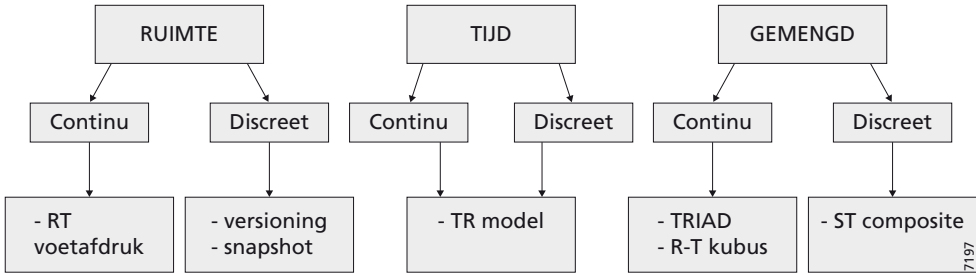 RUIMTE
TIJD
GEMENGD
Continu
Discreet
Continu
Discreet
Continu
Discreet
- RT
voetafdruk
- versioning
- snapshot
- TR model
- TRIAD
- R-T kubus
- ST composite
7197